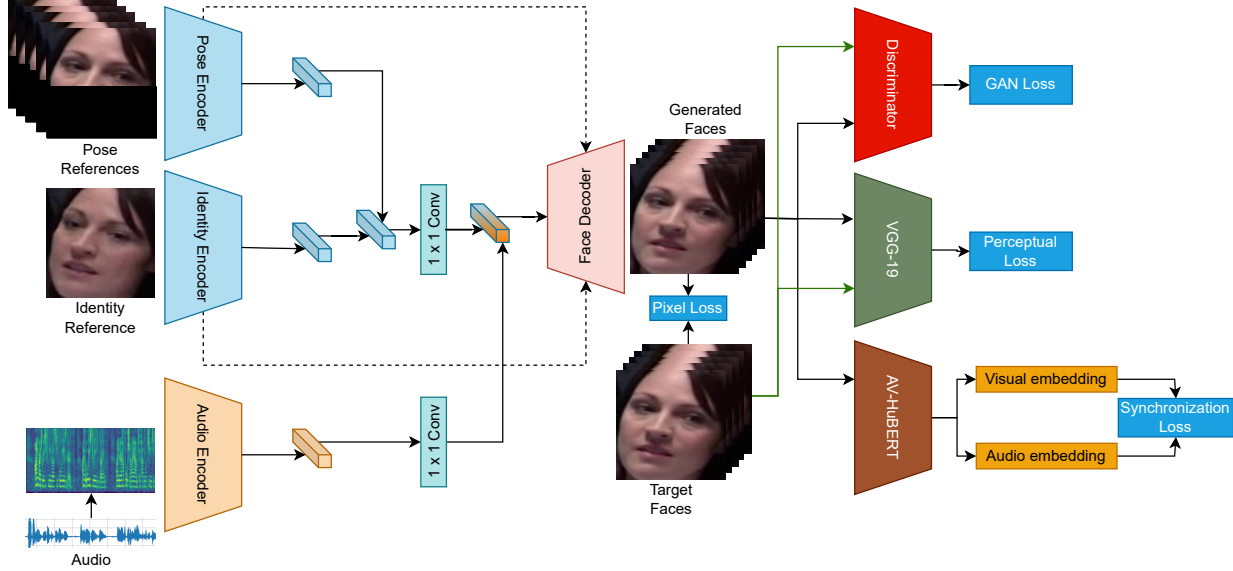 Pose Encoder
Pose
References
Identity Encoder
Identity
Reference
Audio Encoder
Audio
1 x 1 Conv
1 x 1 Conv
Face Decoder
Generated
Faces
Pixel Loss
Target
Faces
Discriminator
GAN Loss
VGG-19
Perceptual
Loss
AV-HuBERT
Visual embedding
Audio embedding
Synchronization
Loss